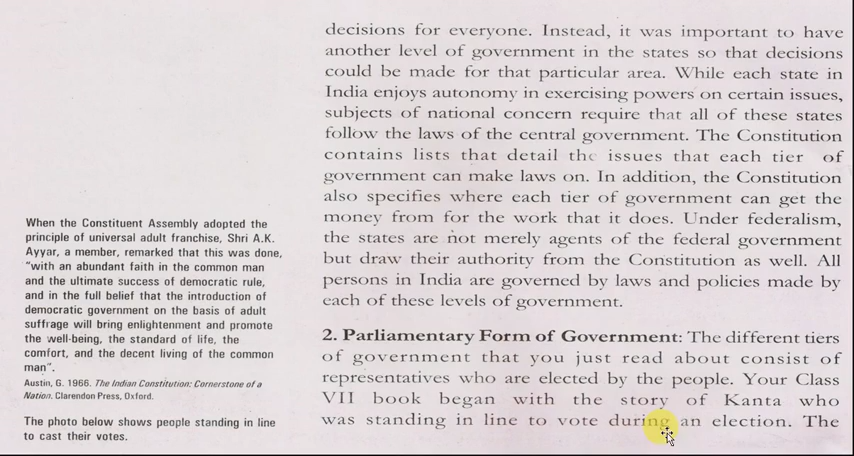 decisions for everyone. Instead, it was important to have
another level of government in the states so that decisions
could be made for that particular area. While each state in
India enjoys autonomy in exercising powers on certain issues,
subjects of national concern require that all of these states
follow the laws of the central government. The Constitution
contains lists that detail the issues that each tier of
government can make laws on. In addition, the Constitution
also specifies where each tier of government can get the
money from for the work that it does. Under federalism,
the states are not merely agents of the federal government
but draw their authority from the Constitution as well. All
persons in India are governed by laws and policies made by
each of these levels of government.
2. Parliamentary Form of Government: The different tiers
of government that you just read about consist of
representatives who are elected by the people. Your Class
VII book began with the story of Kanta who
was standing in line to vote during an election. The
When the Constituent Assembly adopted the
principle of universal adult franchise, Shri A.K.
Ayyar, a member, remarked that this was done,
"with an abundant faith in the common man
and the ultimate success of democratic rule,
and in the full belief that the introduction of
democratic government on the basis of adult
suffrage will bring enlightenment and promote
the well-being, the standard of life, the
comfort, and the decent living of the common
man".
Austin, G. 1966. The Indian Constitution: Cornerstone of a
Nation. Clarendon Press, Oxford.
The photo below shows people standing in line
to cast their votes.